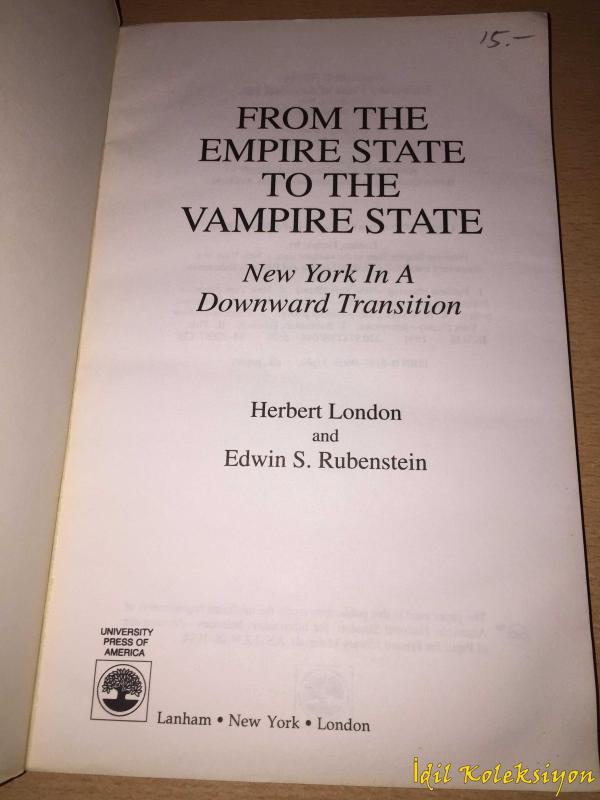 15.-
FROM THE
EMPIRE STATE
TO THE
VAMPIRE STATE
New York In A
Downward Transition
Herbert London
and
Edwin S. Rubenstein
UNIVERSITY
PRESS OF
AMERICA
Lanham • New York • London
İdil Koleksiyon